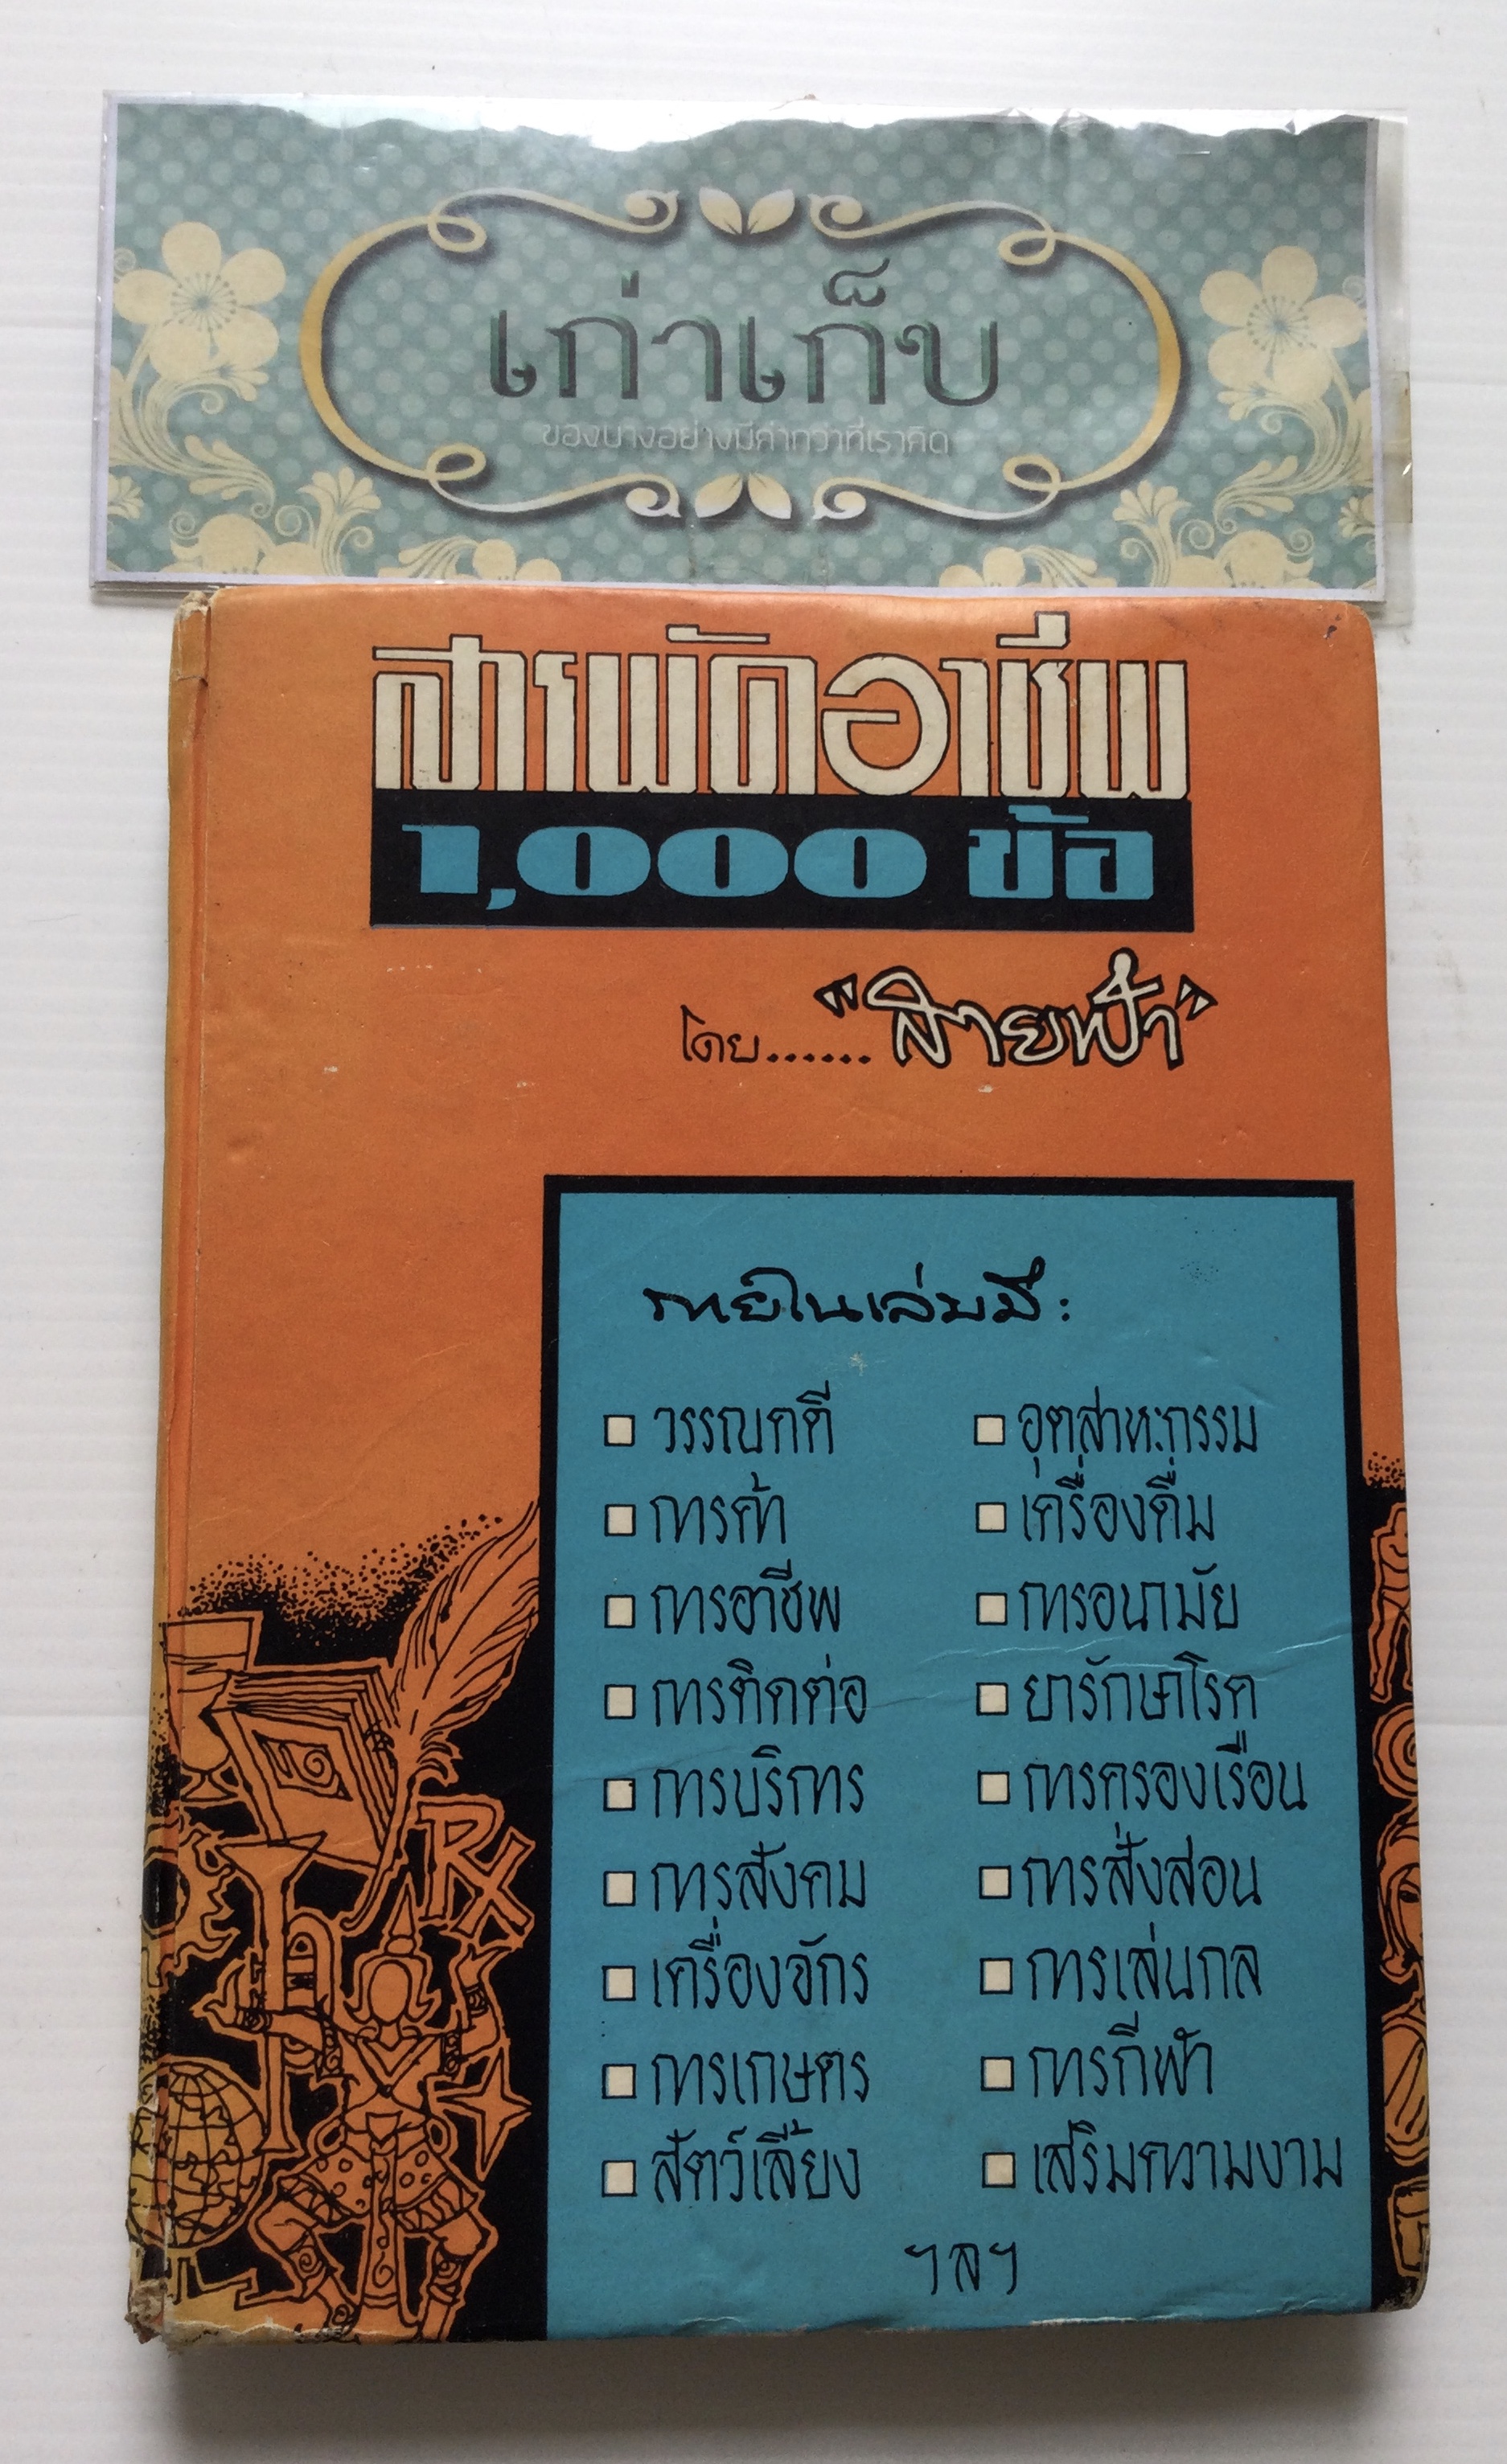 เก่าเก็บ
ของบางอย่างมีค่ากว่าที่เราคิด
สารพัดอาชีพ
1,000 ข้อ
โดย...... "สายฟ้า"
ภายในเล่มมี:
วรรณคดี
การค้า
การอาชีพ
การติดต่อ
การบริการ
การสังคม
เครื่องจักร
การเกษตร
สัตว์เลี้ยง
อุตสาหะกรรม
เครื่องดื่ม
การอนามัย
ยารักษาโรค
การครองเรือน
การสั่งสอน
การเล่นกล
การกีฬา
เสริมความงาม
ฯลฯ
Rx